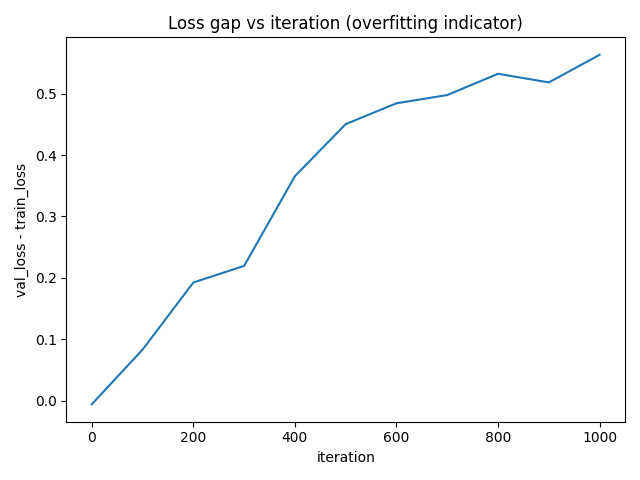 Loss gap vs iteration (overfitting indicator)
val_loss - train_loss
0.5
0.4
0.3
0.2
0.1
0.0
0 200 400 600 800 1000
iteration